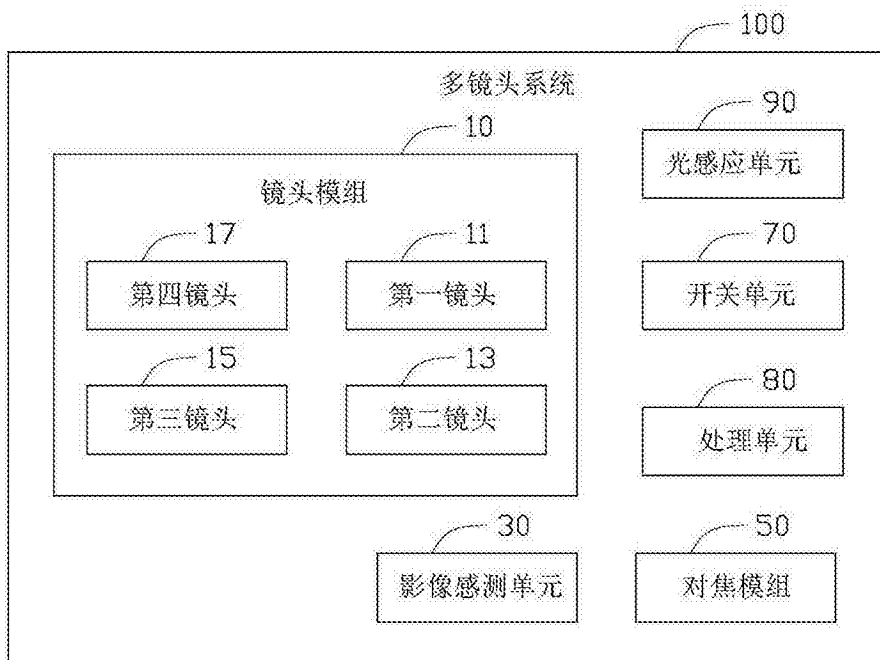 100
多镜头系统
10
90
镜头模组
光感应单元
17
11
70
第四镜头
第一镜头
开关单元
15
13
80
第三镜头
第二镜头
处理单元
30
50
影像感测单元
对焦模组